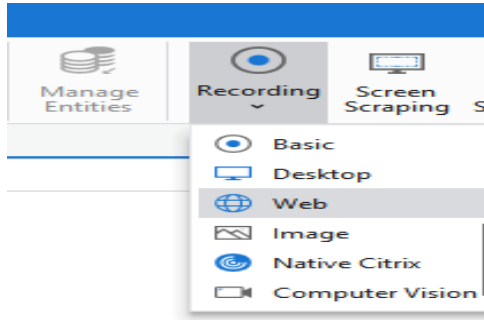 Manage
Entities
Recording
Screen
Scraping
S
Basic
Desktop
Web
Image
Native Citrix
Computer Vision